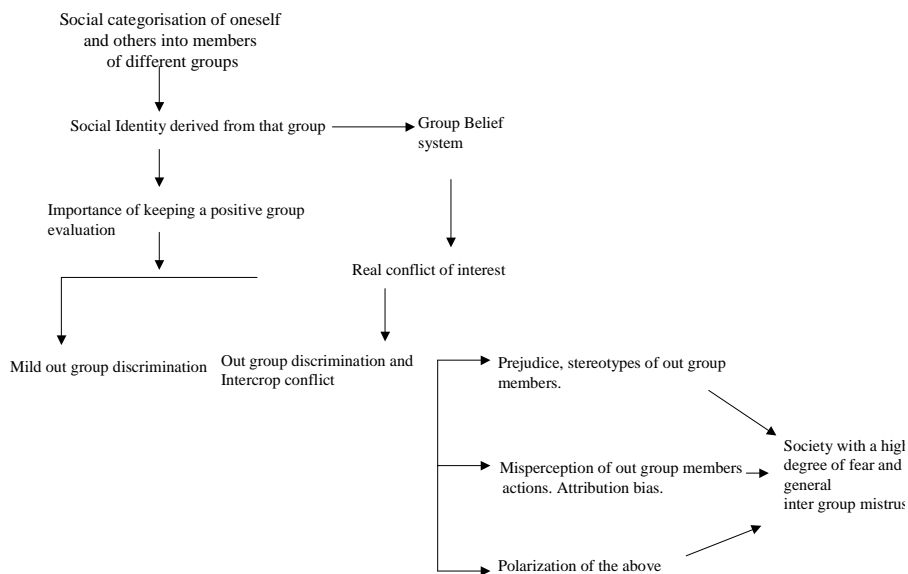 Social categorisation of oneself
and others into members
of different groups
Social Identity derived from that group
Group Belief
system
Importance of keeping a positive group
evaluation
Real conflict of interest
Mild out group discrimination
Out group discrimination and
Intercrop conflict
Prejudice, stereotypes of out group
members.
Misperception of out group members
actions. Attribution bias.
Polarization of the above
Society with a high
degree of fear and
general
inter group mistrus